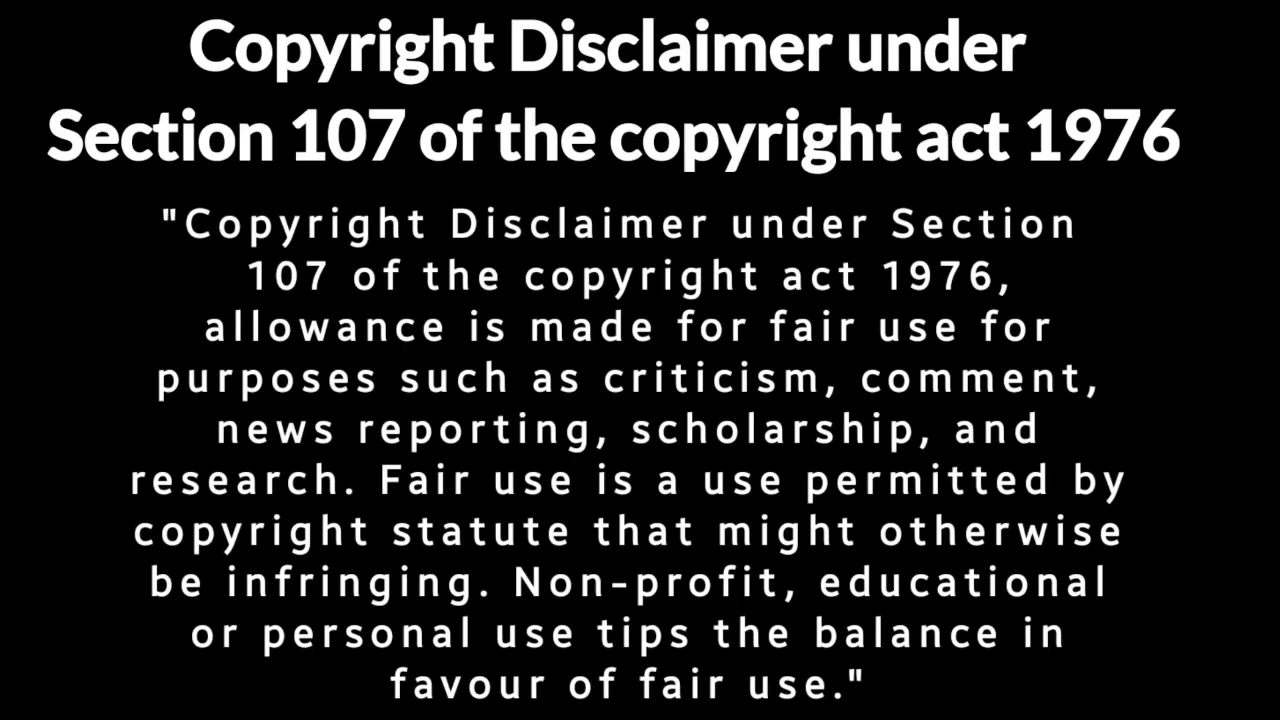 Copyright Disclaimer under
Section 107 of the copyright act 1976
"Copyright Disclaimer under Section
107 of the copyright act 1976,
allowance is made for fair use for
purposes such as criticism, comment,
news reporting, scholarship, and
research. Fair use is a use permitted by
copyright statute that might otherwise
be infringing. Non-profit, educational
or personal use tips the balance in
favour of fair use."